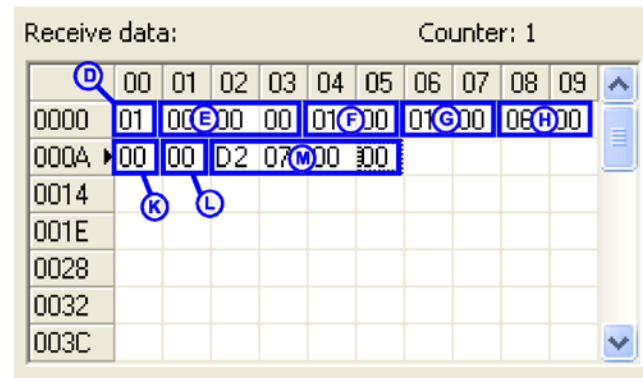 Receive data: Counter: 1
D 00 01 02 03 04 05 06 07 08 09
0000 01 00 E 00 00 01 F 00 01 G 00 06 H 00
000A 00 00 D2 07 M 00 00
0014 K L
001E
0028
0032
003C